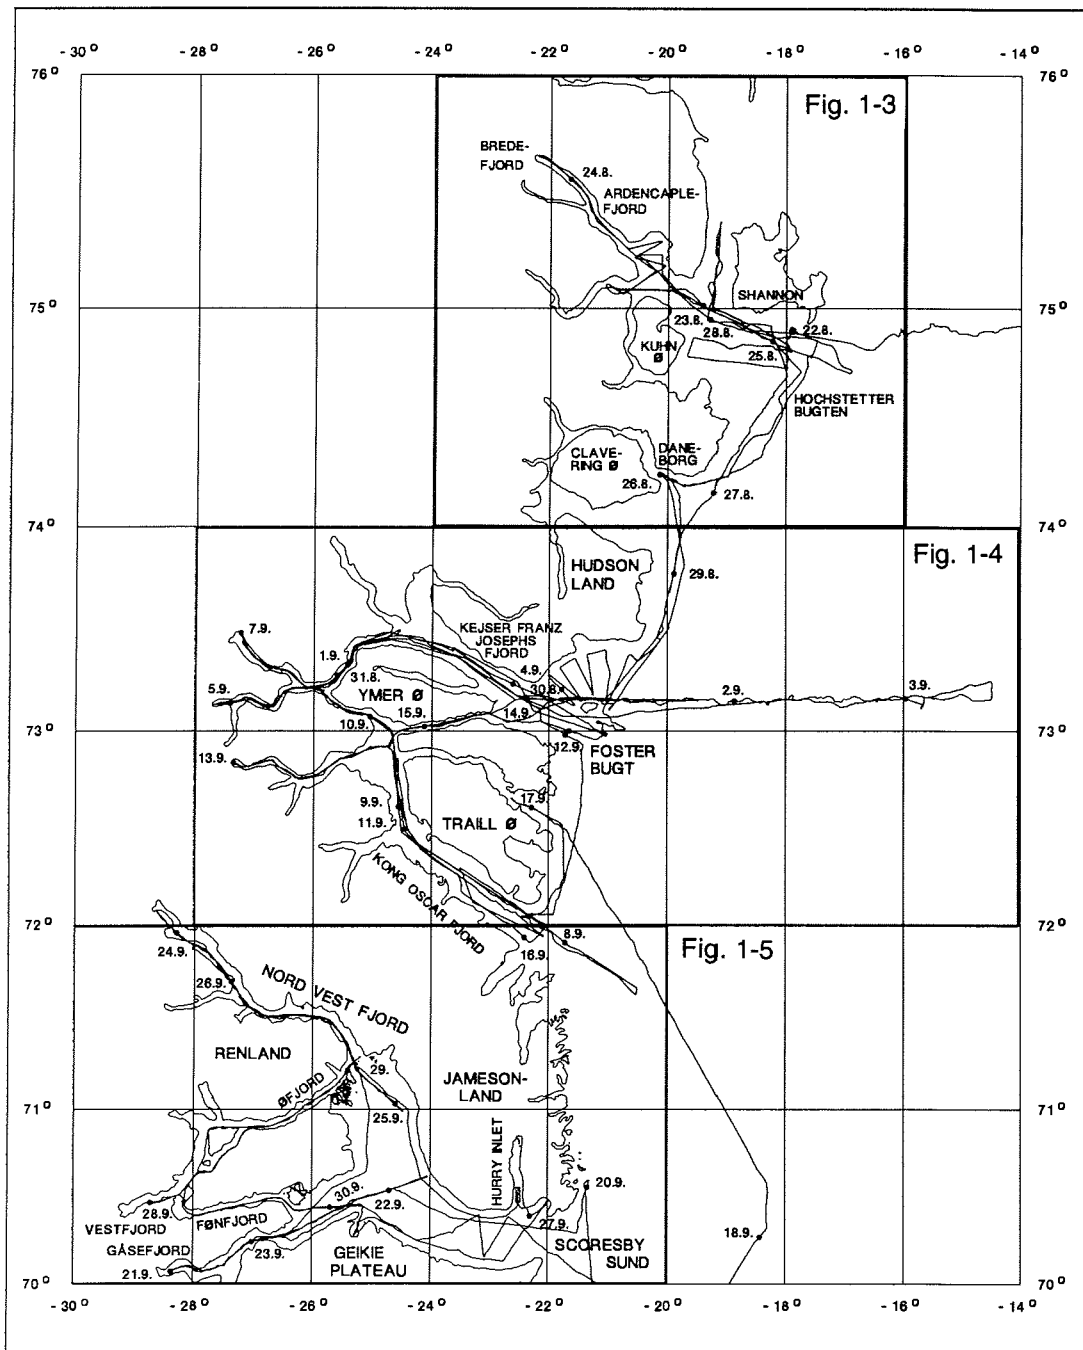 - 30 ° - 28 ° - 26 ° - 24 ° - 22 ° - 20 ° - 18 ° - 16 ° - 14 °
76 ° 76 °
Fig. 1-3
BREDE-
FJORD
24.8.
ARDENCAPLE-
FJORD
75 ° 75 °
SHANNON
23.8.
28.8.
22.8.
KUHN
Ø
25.8.
HOCHSTETTER
BUGTEN
CLAVE-
RING Ø
DANE-
BORG
26.8.
27.8.
74 ° 74 °
Fig. 1-4
HUDSON
LAND
29.8.
7.9.
KEJSER FRANZ
JOSEPHS
FJORD
1.9.
31.8.
4.9.
30.8.
5.9.
YMER Ø
2.9.
3.9.
15.9.
14.9.
10.9.
73 ° 73 °
12.9.
FOSTER
BUGT
13.9.
17.9.
9.9.
11.9.
TRAILL Ø
KONG OSCAR FJORD
72 ° 72 °
8.9.
16.9.
Fig. 1-5
24.9.
26.9.
NORD VEST FJORD
RENLAND
29.
JAMESON-
LAND
ØFJORD
71 ° 71 °
25.9.
HURRY INLET
30.9.
22.9.
20.9.
28.9.
VESTFJORD
FØNFJORD
27.9.
18.9.
GÅSEFJORD
23.9.
GEIKIE
PLATEAU
SCORESBY
SUND
21.9.
70 ° 70 °
- 30 ° - 28 ° - 26 ° - 24 ° - 22 ° - 20 ° - 18 ° - 16 ° - 14 °